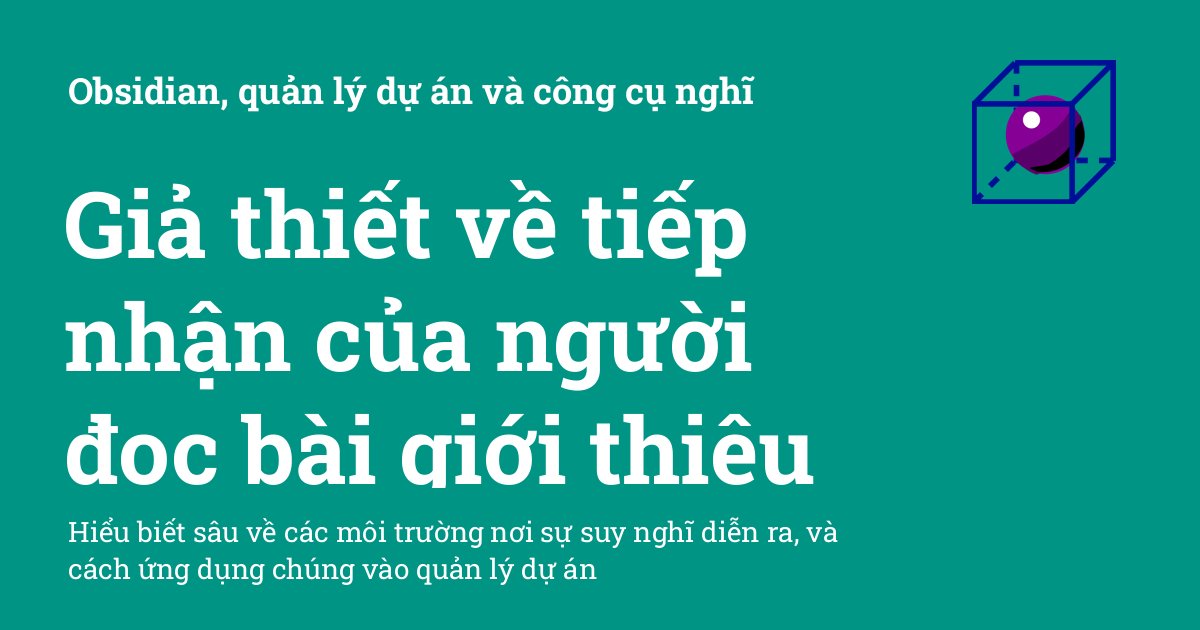 Obsidian, quản lý dự án và công cụ nghĩ
Giả thiết về tiếp
nhận của người
đọc bài giới thiệu
Hiểu biết sâu về các môi trường nơi sự suy nghĩ diễn ra, và
cách ứng dụng chúng vào quản lý dự án